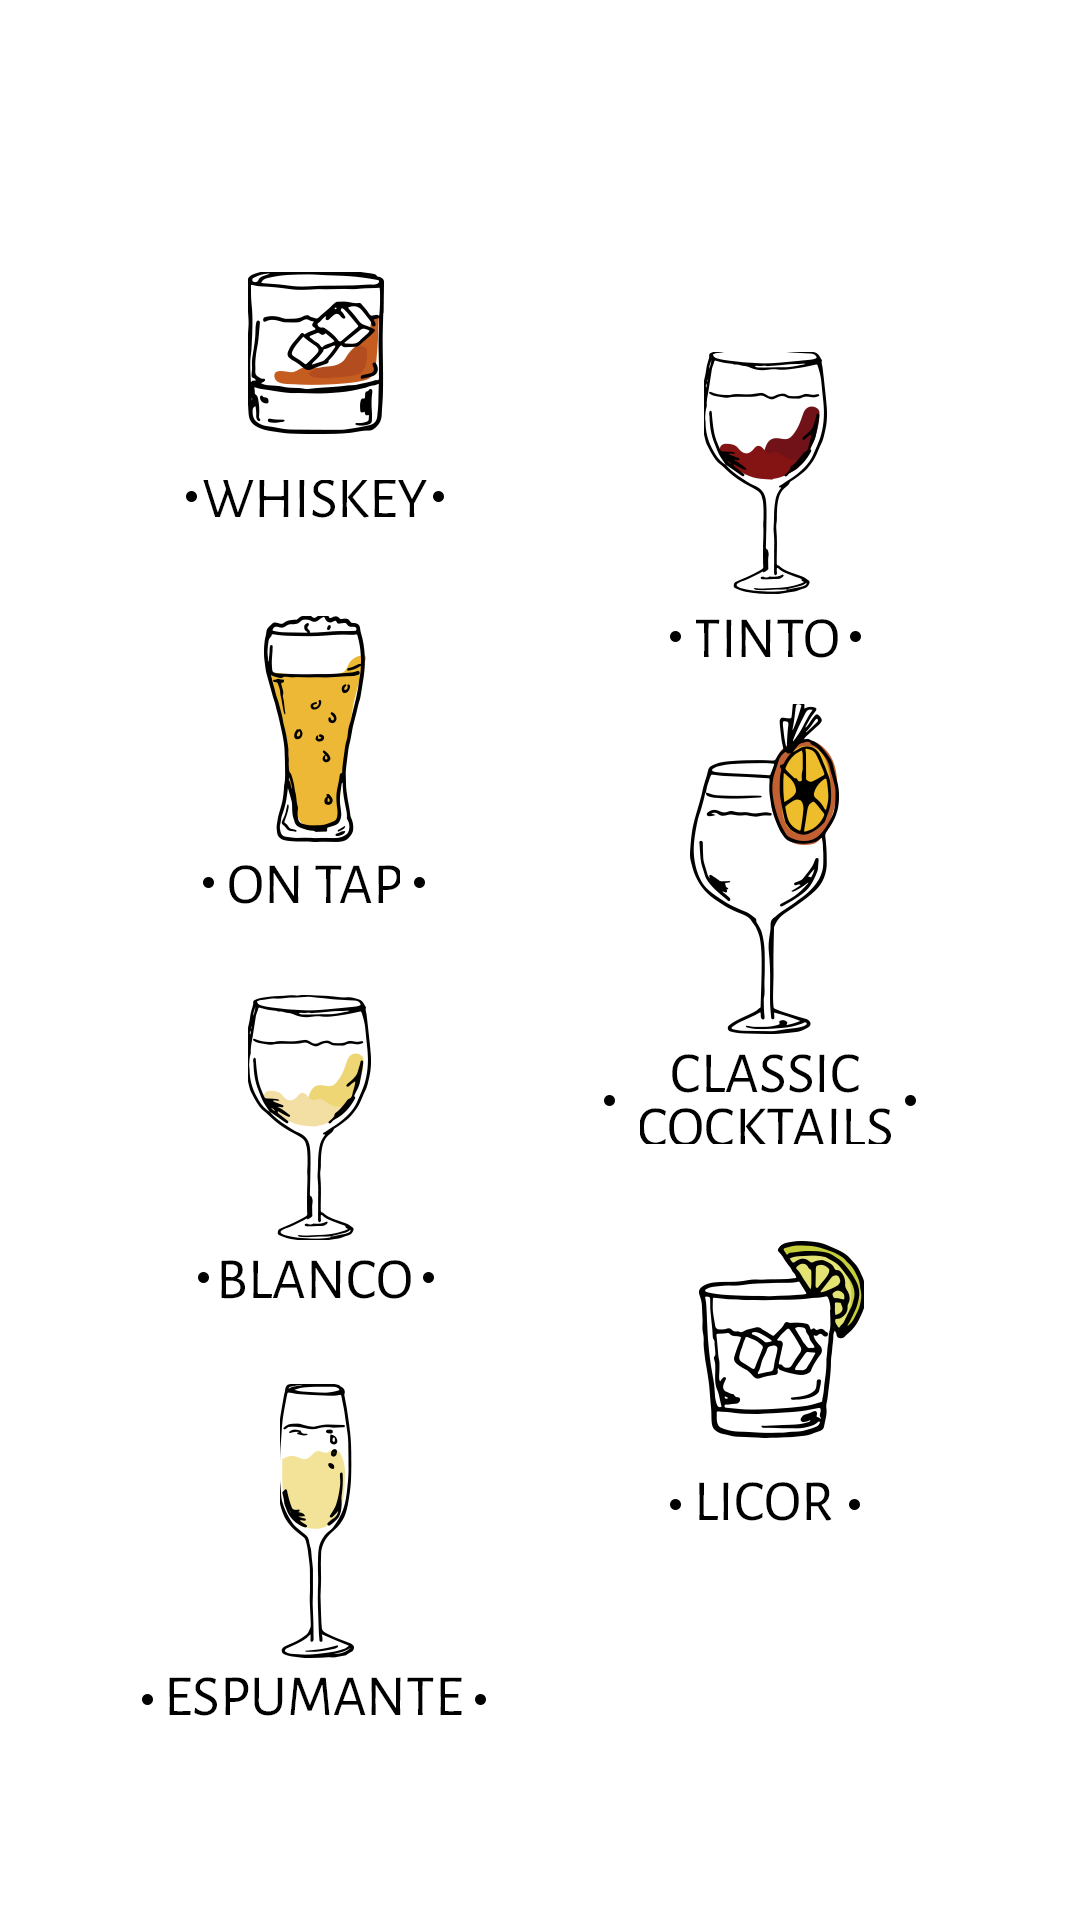 •WHISKEY•
• ON TAP •
•BLANCO •
• ESPUMANTE •
• TINTO •
• CLASSIC
COCKTAILS •
• LICOR •